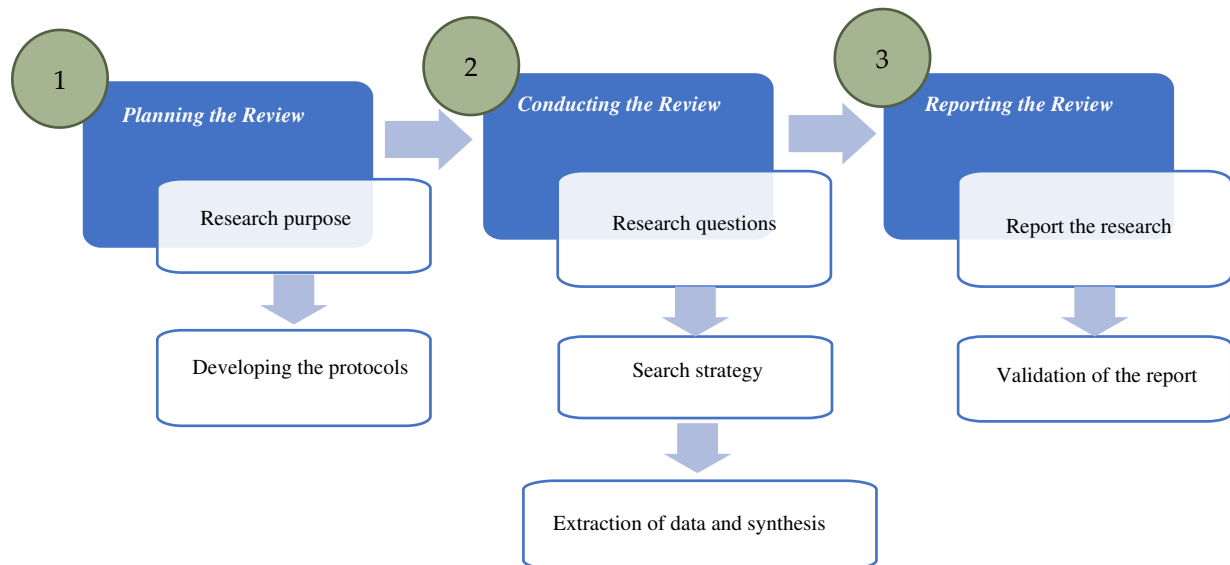 1
Planning the Review
Research purpose
Developing the protocols
2
Conducting the Review
Research questions
Search strategy
Extraction of data and synthesis
3
Reporting the Review
Report the research
Validation of the report